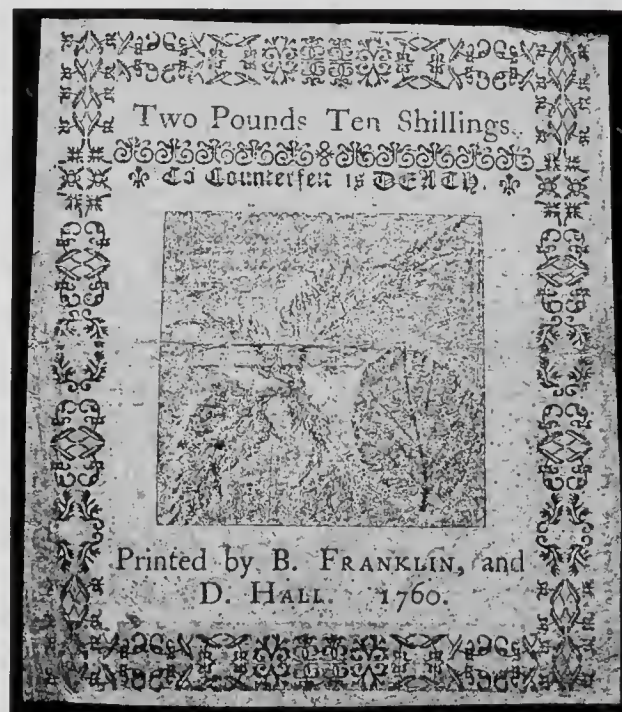 Two Pounds Ten Shillings.
To Counterfeit is DEATH.
Printed by B. FRANKLIN, and
D. HALL. 1760.